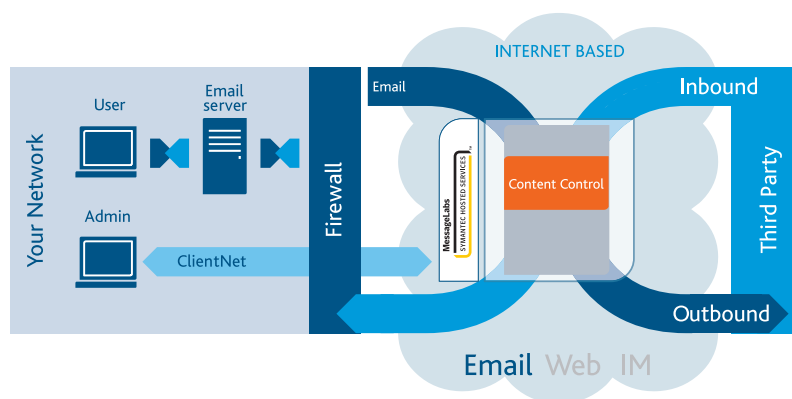 INTERNET BASED
Your Network
User
Email
server
Admin
ClientNet
Firewall
Email
MessageLabs
SYMANTEC HOSTED SERVICES
TM
Content Control
Inbound
Third Party
Outbound
Email Web IM